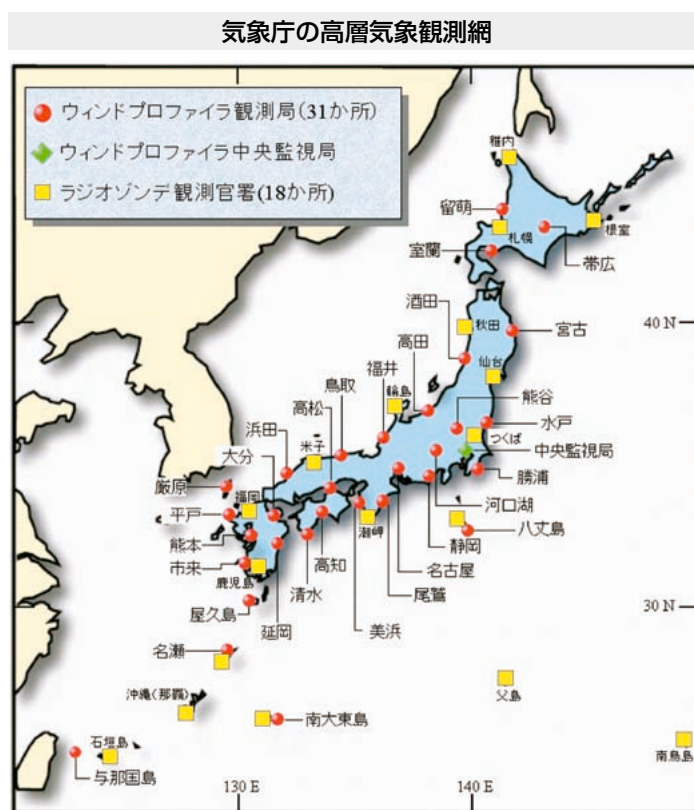 気象庁の高層気象観測網
ウィンドプロファイラ観測局(31か所)
ウィンドプロファイラ中央監視局
ラジオゾンデ観測官署(18か所)
稚内
留萌
札幌
根室
室蘭
帯広
酒田
秋田
宮古
40 N
高田
仙台
福井
鳥取
輪島
熊谷
高松
水戸
浜田
米子
つくば
大分
中央監視局
厳原
勝浦
福岡
平戸
河口湖
潮岬
八丈島
熊本
静岡
市来
高知
鹿児島
名古屋
清水
尾鷲
屋久島
延岡
美浜
30 N
名瀬
沖縄(那覇)
父島
南大東島
石垣島
南鳥島
与那国島
130 E
140 E